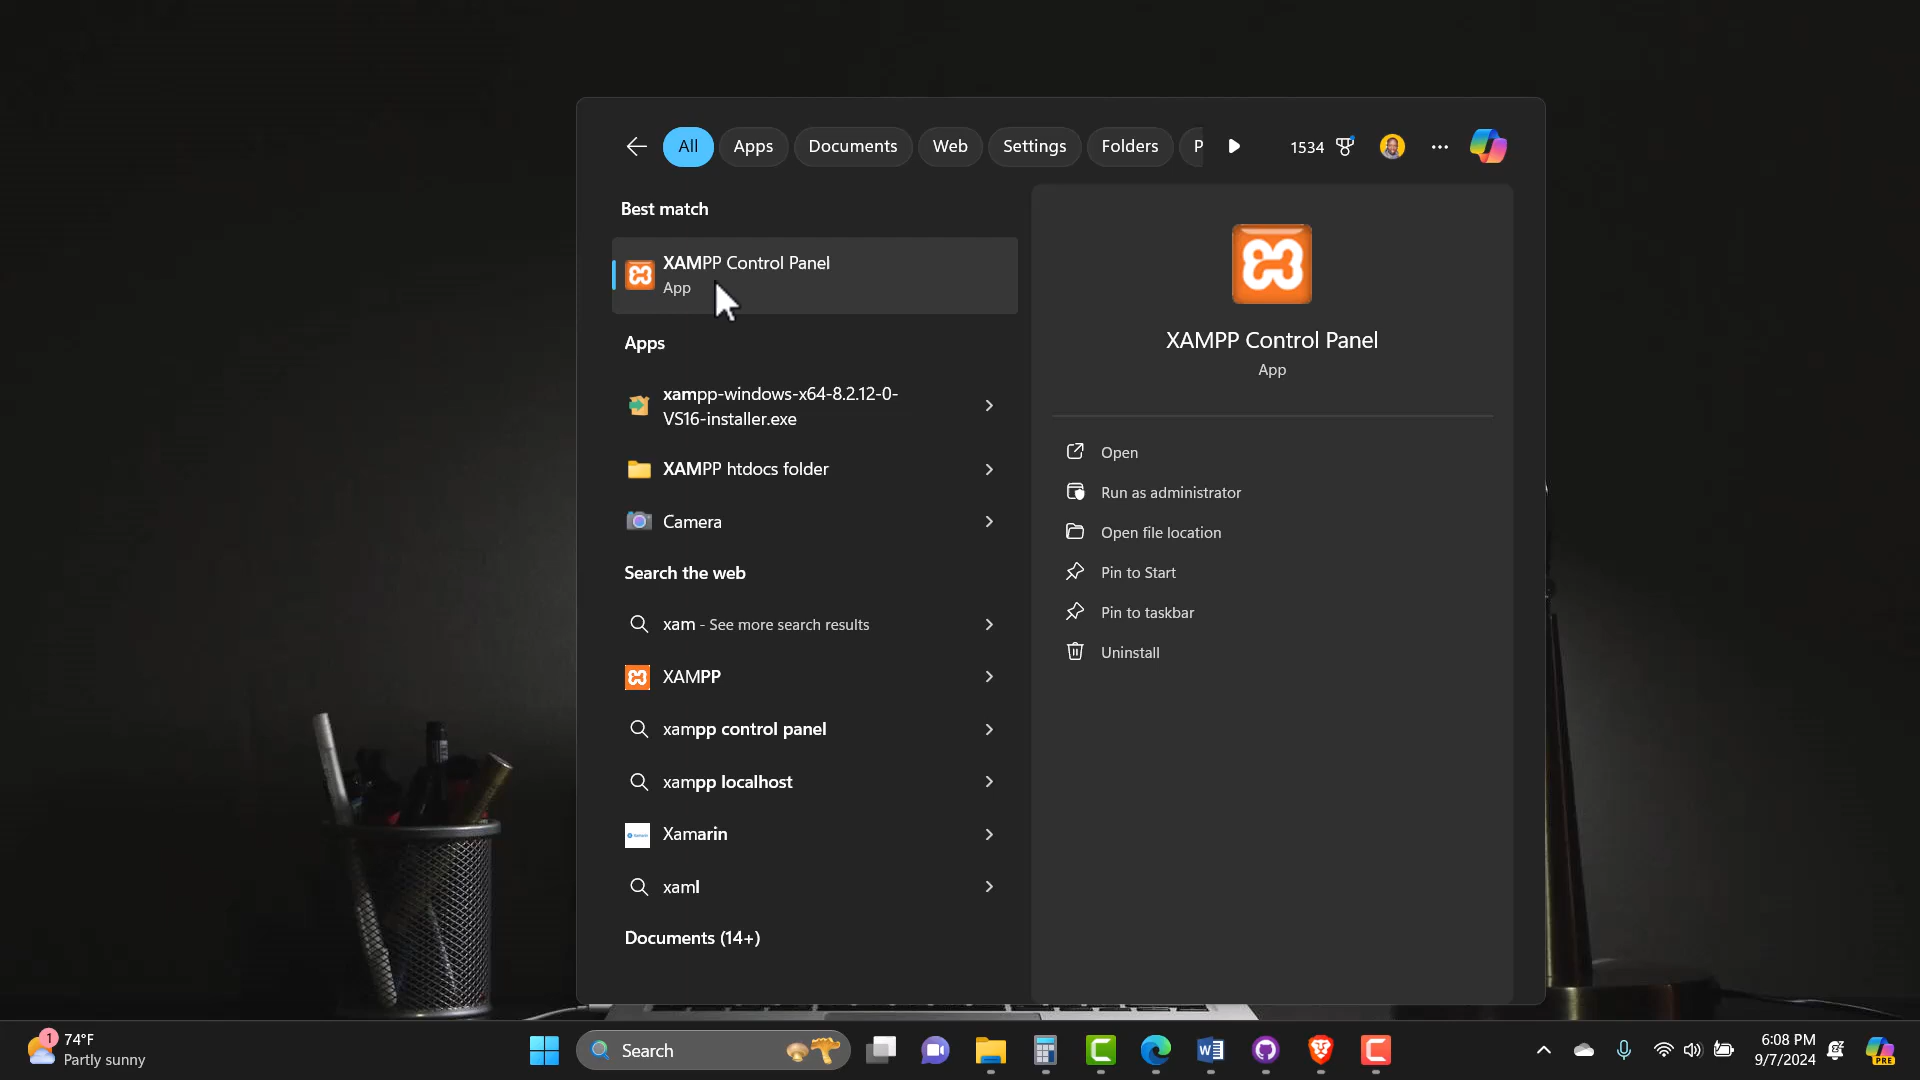 All
Apps
Documents
Web
Settings
Folders
P
1534
Best match
XAMPP Control Panel
App
Apps
xampp-windows-x64-8.2.12-0-
VS16-installer.exe
XAMPP htdocs folder
Camera
Search the web
xam - See more search results
XAMPP
xampp control panel
xampp localhost
Xamarin
xaml
Documents (14+)
XAMPP Control Panel
App
Open
Run as administrator
Open file location
Pin to Start
Pin to taskbar
Uninstall
1
74°F
Partly sunny
Search
6:08 PM
9/7/2024
PRE